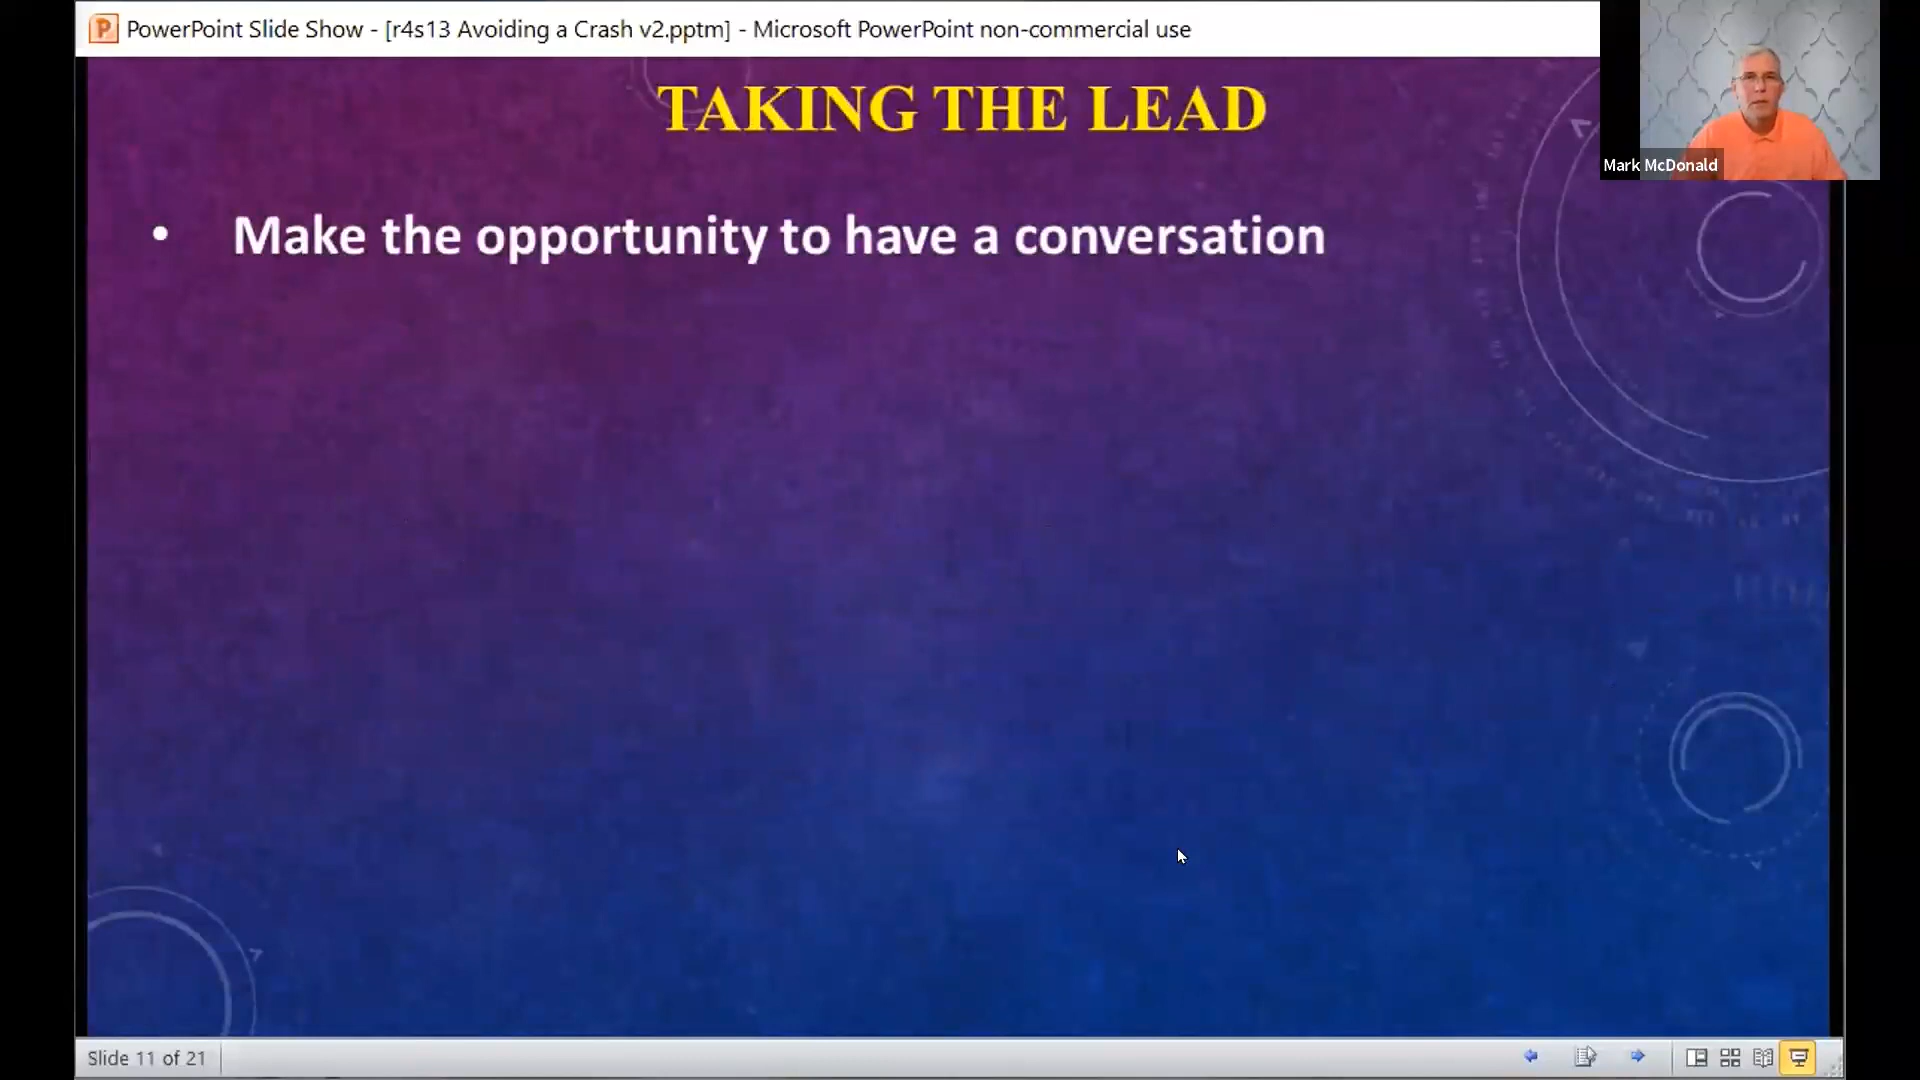 PowerPoint Slide Show - [r4s13 Avoiding a Crash v2.pptm] - Microsoft PowerPoint non-commercial use
Mark McDonald
TAKING THE LEAD
• Make the opportunity to have a conversation
Slide 11 of 21